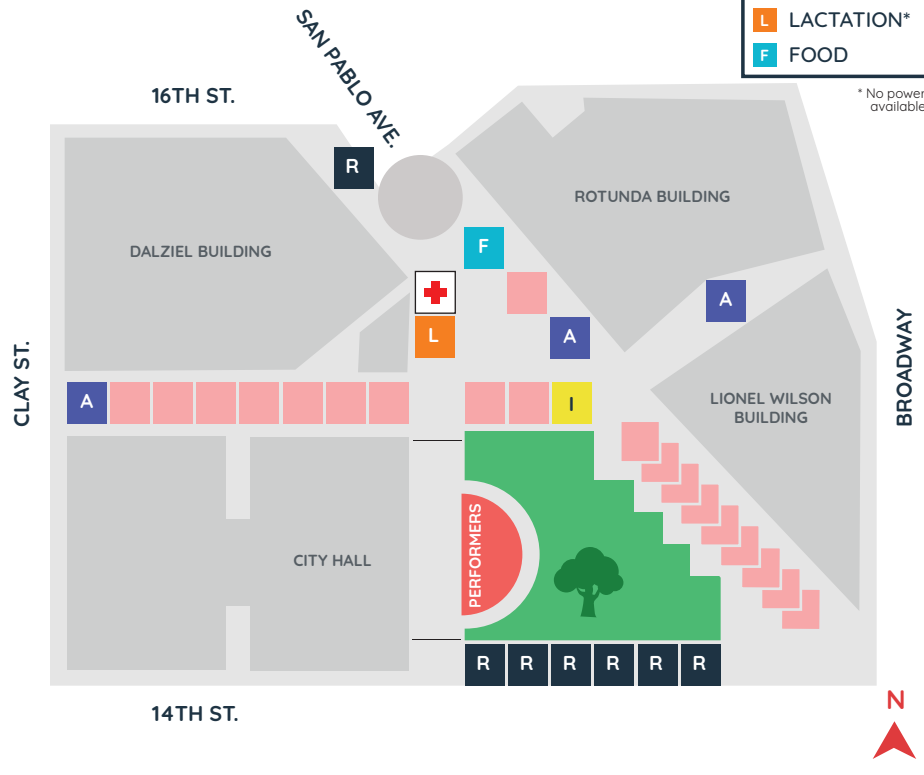 L LACTATION*
F FOOD
* No power
available
SAN PABLO AVE.
16TH ST.
R
ROTUNDA BUILDING
DALZIEL BUILDING
F
A
L
A
CLAY ST.
BROADWAY
A
I
LIONEL WILSON
BUILDING
PERFORMERS
CITY HALL
R R R R R R
14TH ST.
N